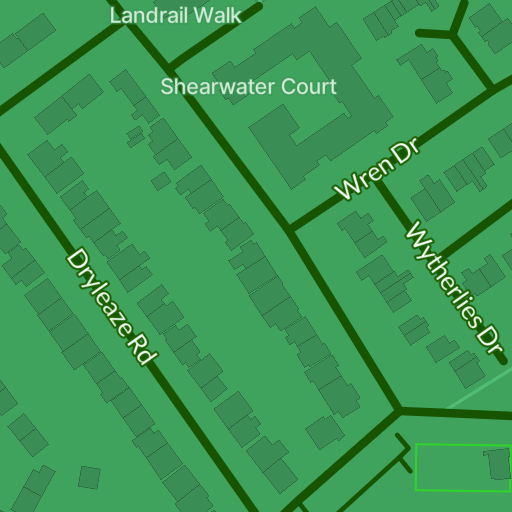 Landrail Walk
Shearwater Court
Wren Dr
Wytherlies Dr
Dryleaze Rd